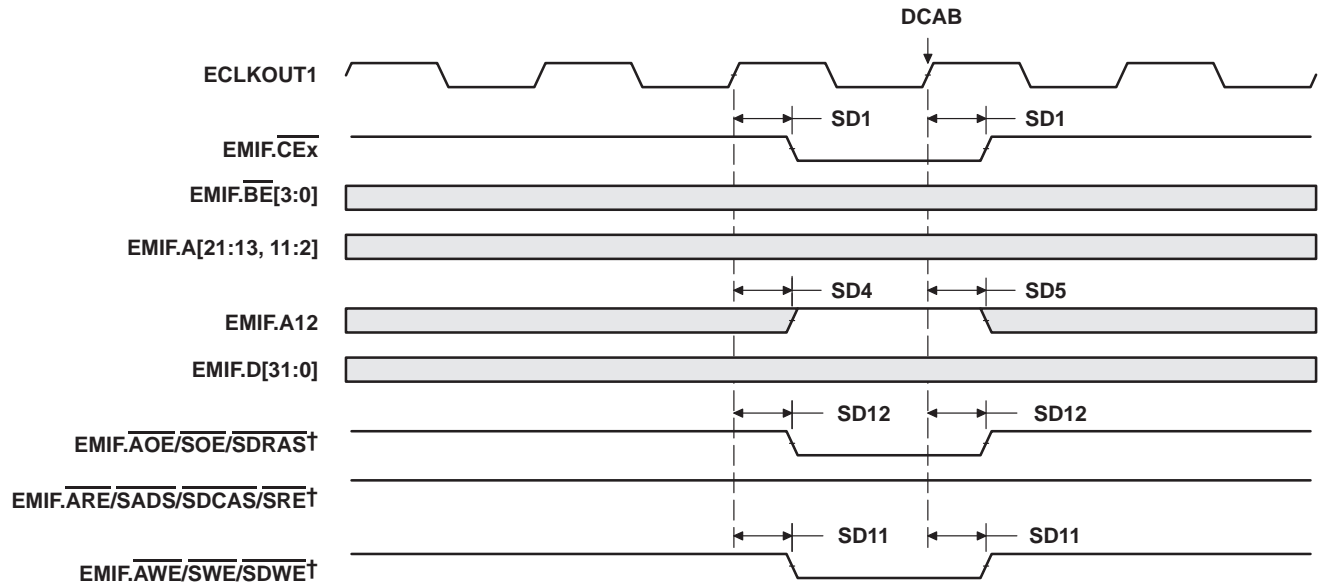 DCAB
ECLKOUT1
SD1 SD1
EMIF.CEx
EMIF.BE[3:0]
EMIF.A[21:13, 11:2]
SD4 SD5
EMIF.A12
EMIF.D[31:0]
SD12 SD12
EMIF.AOE/SOE/SDRAS†
EMIF.ARE/SADS/SDCAS/SRE†
SD11 SD11
EMIF.AWE/SWE/SDWE†